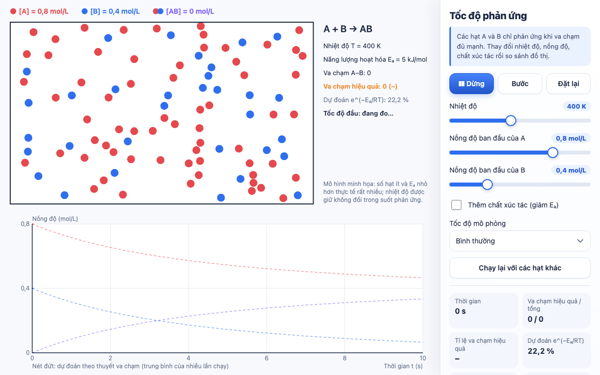 [A] = 0,8 mol/L [B] = 0,4 mol/L [AB] = 0 mol/L
A + B → AB
Nhiệt độ T = 400 K
Năng lượng hoạt hóa Eₐ = 5 kJ/mol
Va chạm A–B: 0
Va chạm hiệu quả: 0 (–)
Dự đoán e^(−Eₐ/RT): 22,2 %
Tốc độ đầu: đang đo...
Mô hình minh họa: số hạt ít và Eₐ nhỏ
hơn thực tế rất nhiều; nhiệt độ được
giữ không đổi trong suốt phản ứng.
Nồng độ (mol/L)
0,8
0,4
0
0 2 4 6 8 10
Nét đứt: dự đoán theo thuyết va chạm (trung bình của nhiều lần chạy)
Thời gian t (s)
Tốc độ phản ứng
Các hạt A và B chỉ phản ứng khi va chạm
đủ mạnh. Thay đổi nhiệt độ, nồng độ,
chất xúc tác rồi so sánh đồ thị.
Dừng
Bước
Đặt lại
Nhiệt độ
400 K
Nồng độ ban đầu của A
0,8 mol/L
Nồng độ ban đầu của B
0,4 mol/L
Thêm chất xúc tác (giảm Eₐ)
Tốc độ mô phỏng
Bình thường
Chạy lại với các hạt khác
Thời gian
0 s
Va chạm hiệu quả /
tổng
0 / 0
Tỉ lệ va chạm hiệu
quả
–
Dự đoán e^(−Eₐ/RT)
22,2 %